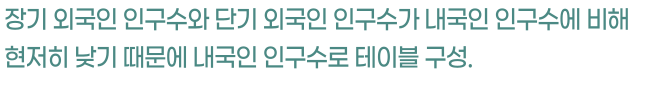 장기 외국인 인구수와 단기 외국인 인구수가 내국인 인구수에 비해
현저히 낮기 때문에 내국인 인구수로 테이블 구성.